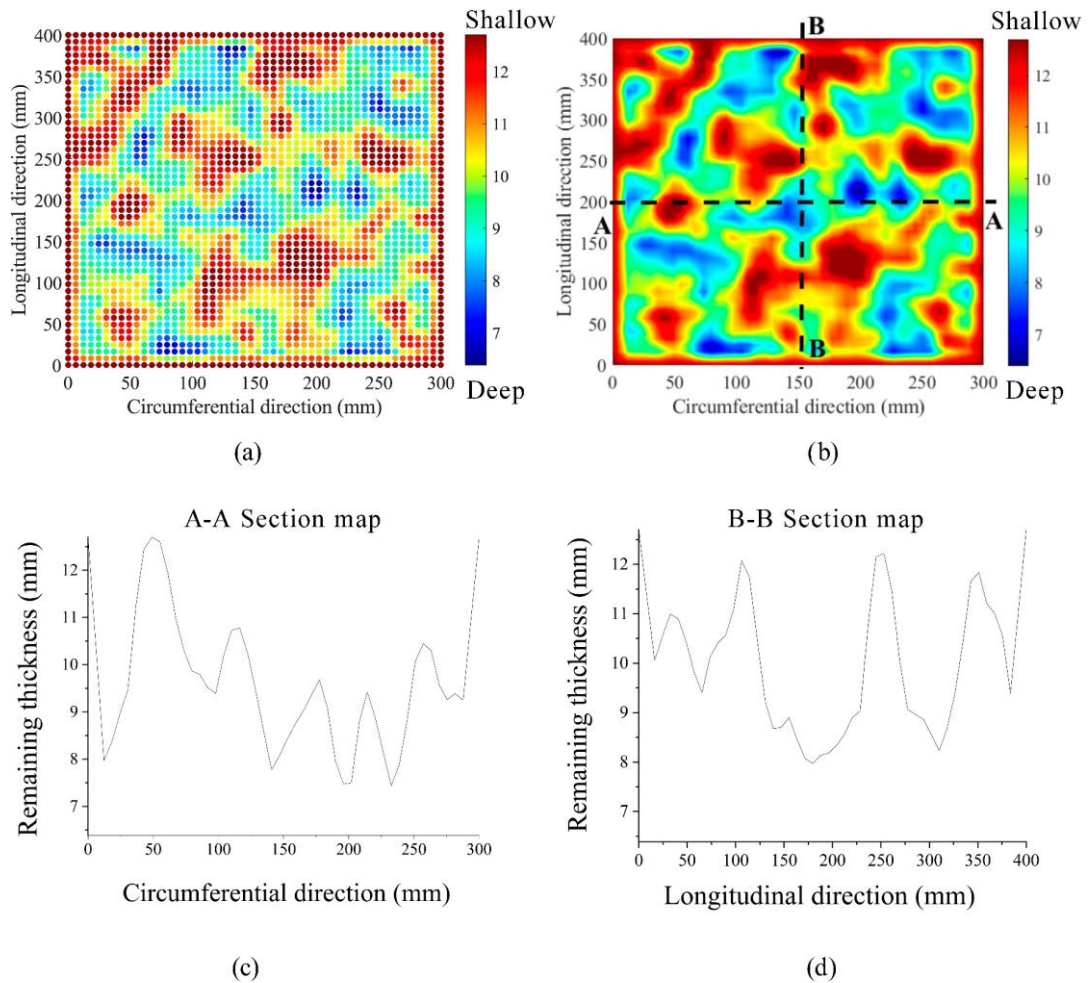 Shallow
400
350
300
250
200
150
100
50
0
Longitudinal direction (mm)
0 50 100 150 200 250 300
Circumferential direction (mm)
12
11
10
9
8
7
Deep
(a)
B
Shallow
400
350
300
250
200
150
100
50
0
Longitudinal direction (mm)
A
A
B
0 50 100 150 200 250 300
Circumferential direction (mm)
12
11
10
9
8
7
Deep
(b)
A-A Section map
12
11
10
9
8
7
Remaining thickness (mm)
0 50 100 150 200 250 300
Circumferential direction (mm)
(c)
B-B Section map
12
11
10
9
8
7
Remaining thickness (mm)
0 50 100 150 200 250 300 350 400
Longitudinal direction (mm)
(d)